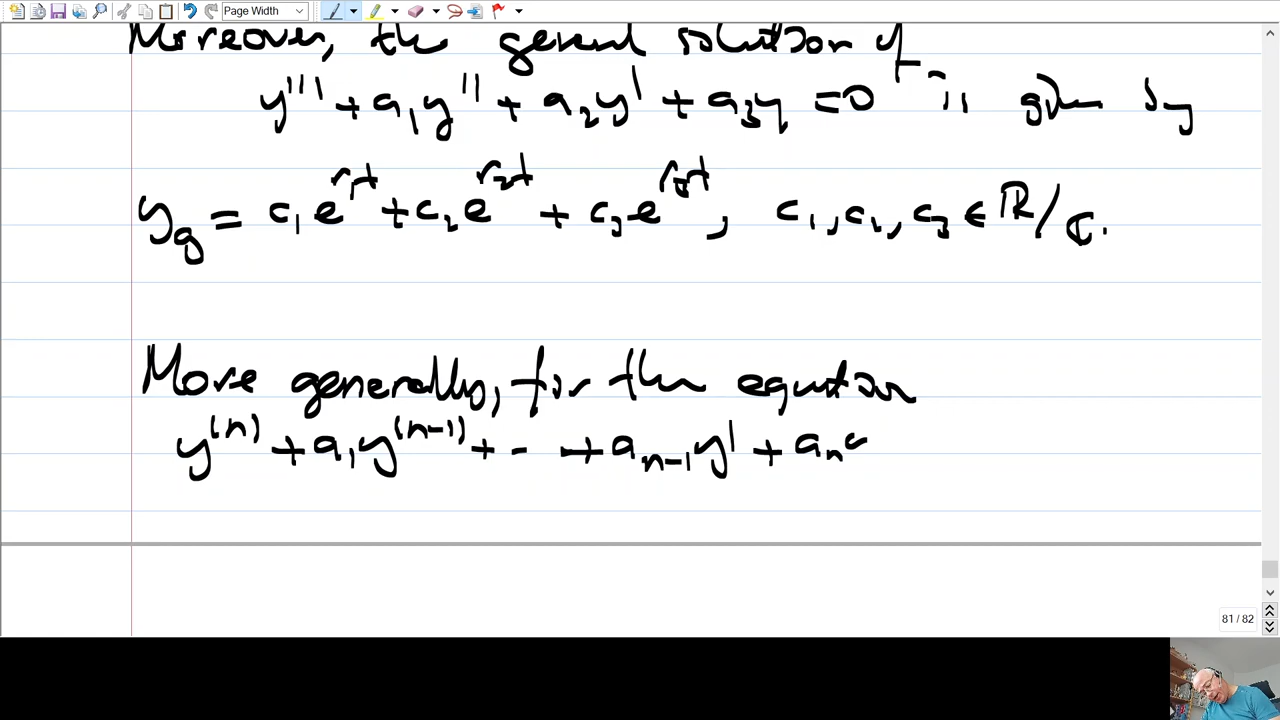 Page Width
Moreover, the general solution of
y''' + a₁y'' + a₂y' + a₃y = 0 is given by
y_g = c₁e^{r₁t} + c₂e^{r₂t} + c₃e^{r₃t}, c₁, c₂, c₃ ∈ ℝ/ℂ.
More generally, for the equation
y^{(n)} + a₁y^{(n-1)} + - + a_{n-1}y' + a_n
81 / 82